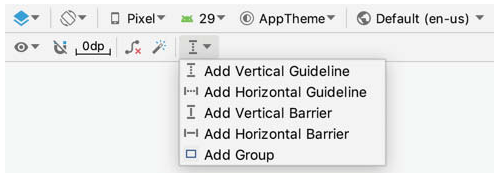 Pixel 29 AppTheme Default (en-us)
0dp
Add Vertical Guideline
Add Horizontal Guideline
Add Vertical Barrier
Add Horizontal Barrier
Add Group